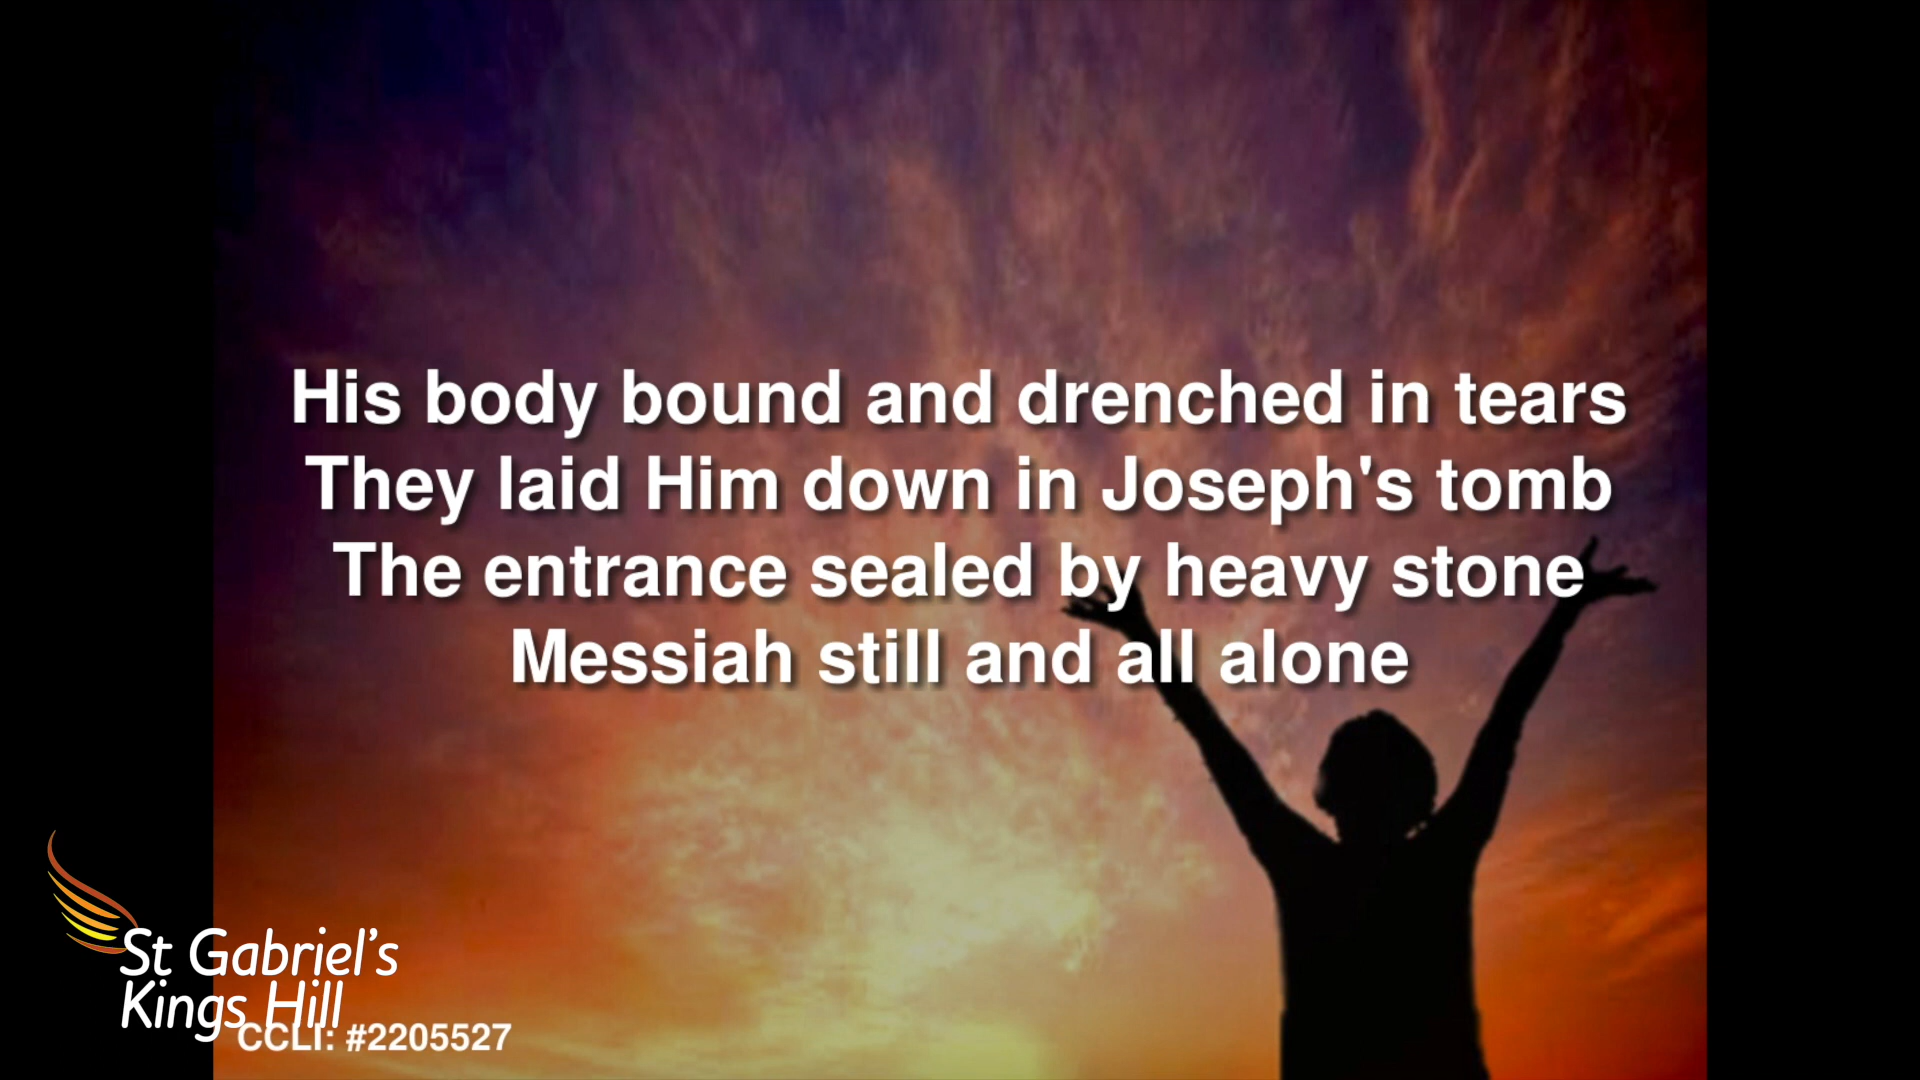 His body bound and drenched in tears
They laid Him down in Joseph's tomb
The entrance sealed by heavy stone
Messiah still and all alone
St Gabriel's
Kings Hill
CCLI: #2205527